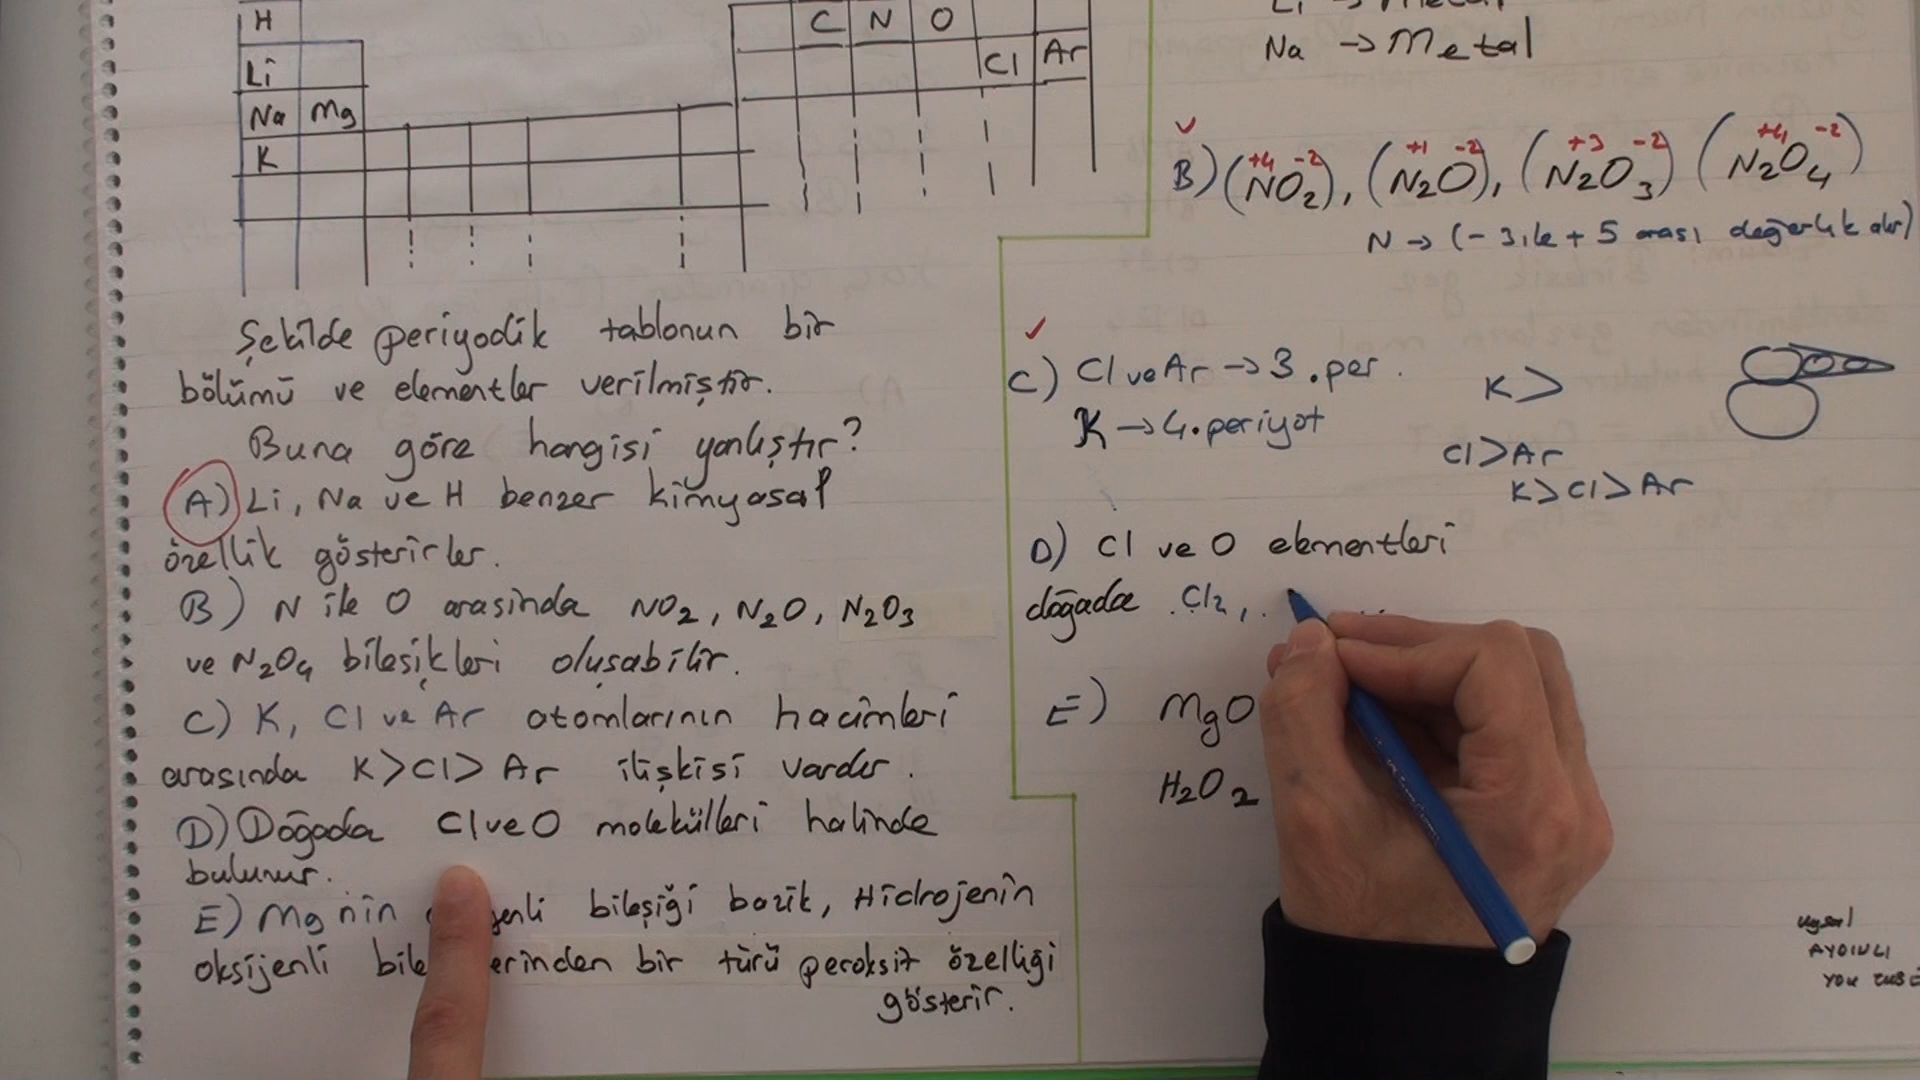 H
C N O
Li
Cl Ar
Na Mg
K
Şekilde periyodik tablonun bir
bölümü ve elementler verilmiştir.
Buna göre hangisi yanlıştır?
A) Li, Na ve H benzer kimyasal
özellik gösterirler.
B) N ile O arasında NO2, N2O, N2O3
ve N2O4 bileşikleri oluşabilir.
C) K, Cl ve Ar atomlarının hacimleri
arasında K>Cl>Ar ilişkisi vardır.
D) Doğada Cl ve O molekülleri halinde
bulunur.
E) Mg nin bileşiği bazik, Hidrojenin
oksijenli bir türü peroksit özelliği
gösterir.
Li → Metal
Na → Metal
+4 -2 +1 -2 +3 -2 +4 -2
B) (NO2), (N2O), (N2O3) (N2O4)
N → (-3 ile +5 arası değerlik alır)
C) Cl ve Ar → 3.per.
K → 4.periyot
K>
Cl>Ar
K>Cl>Ar
D) Cl ve O elementleri
doğada Cl2,
E) MgO
H2O2
uysal
AYDINLI